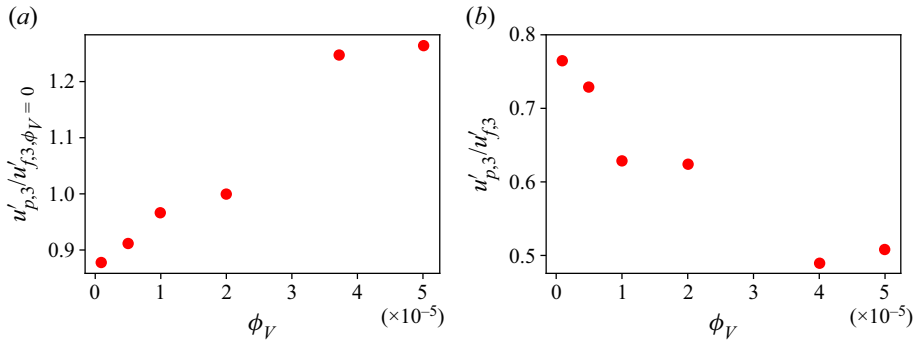 (a)
1.2
1.1
1.0
0.9
u′p,3/u′f,3,ϕV = 0
0 1 2 3 4 5
(×10−5)
ϕV
(b)
0.8
0.7
0.6
0.5
u′p,3/u′f,3
0 1 2 3 4 5
(×10−5)
ϕV